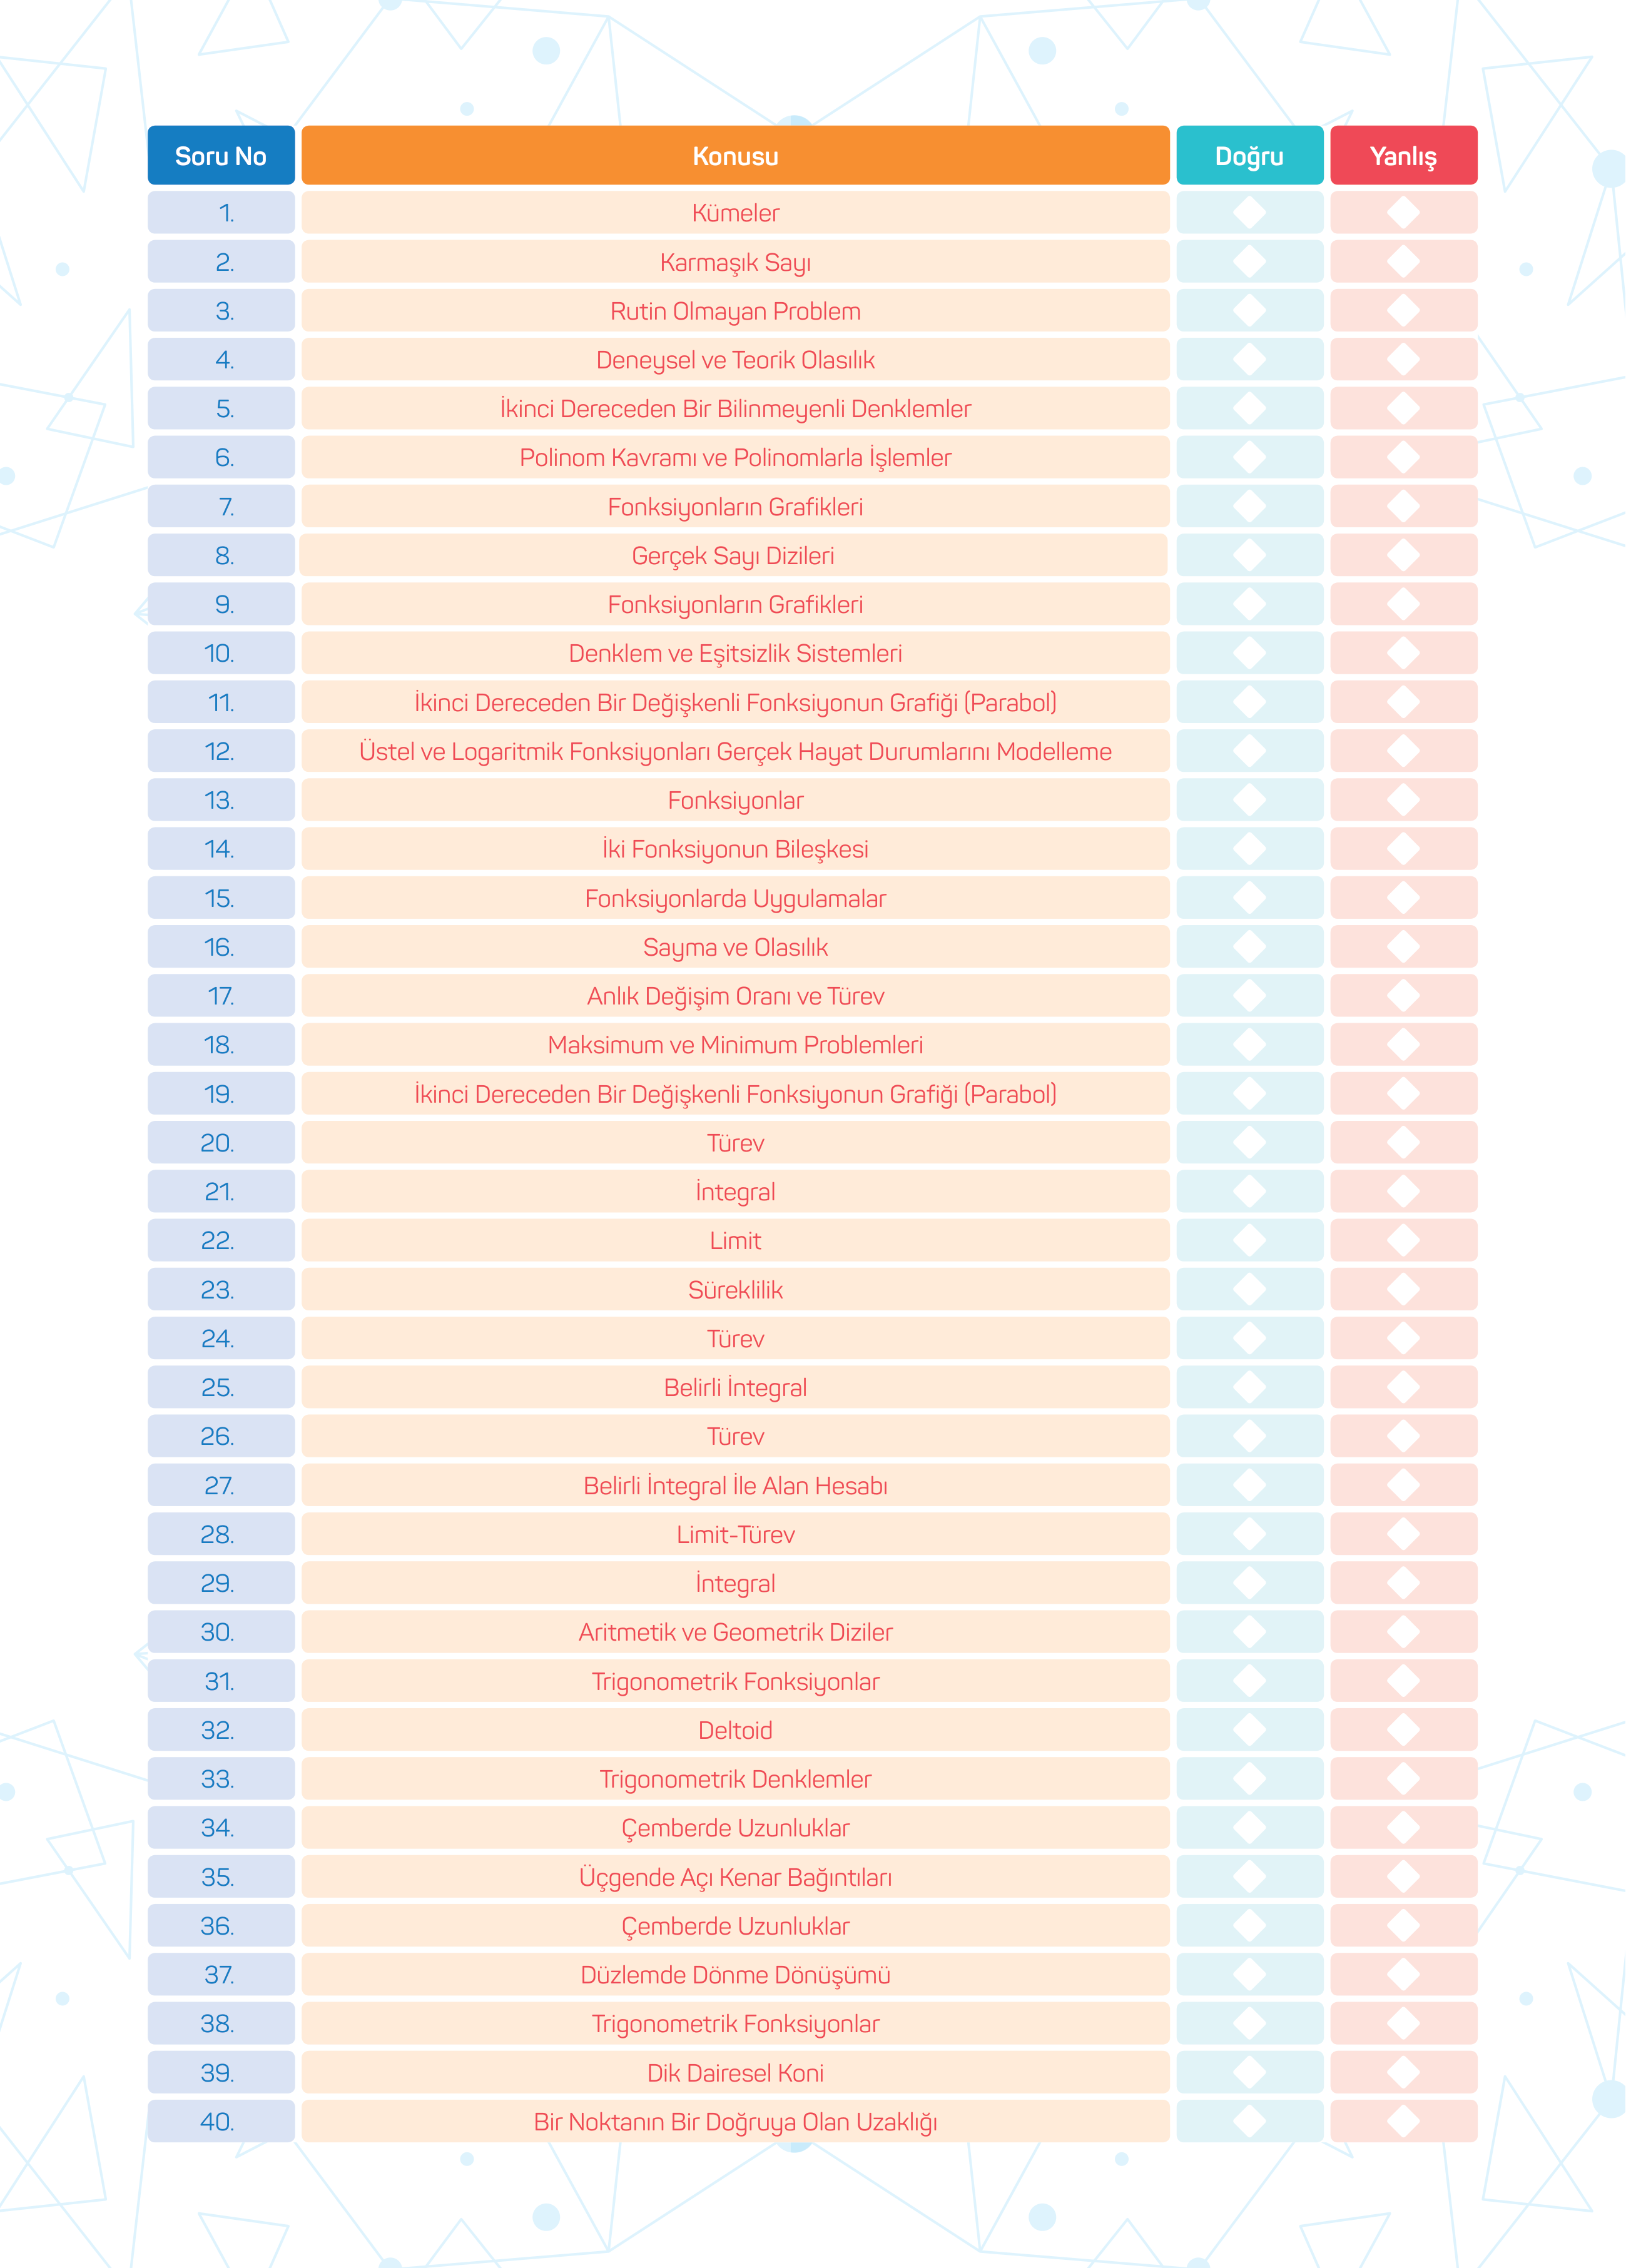 Soru No Konusu Doğru Yanlış
1. Kümeler
2. Karmaşık Sayı
3. Rutin Olmayan Problem
4. Deneysel ve Teorik Olasılık
5. İkinci Dereceden Bir Bilinmeyenli Denklemler
6. Polinom Kavramı ve Polinomlarla İşlemler
7. Fonksiyonların Grafikleri
8. Gerçek Sayı Dizileri
9. Fonksiyonların Grafikleri
10. Denklem ve Eşitsizlik Sistemleri
11. İkinci Dereceden Bir Değişkenli Fonksiyonun Grafiği (Parabol)
12. Üstel ve Logaritmik Fonksiyonları Gerçek Hayat Durumlarını Modelleme
13. Fonksiyonlar
14. İki Fonksiyonun Bileşkesi
15. Fonksiyonlarda Uygulamalar
16. Sayma ve Olasılık
17. Anlık Değişim Oranı ve Türev
18. Maksimum ve Minimum Problemleri
19. İkinci Dereceden Bir Değişkenli Fonksiyonun Grafiği (Parabol)
20. Türev
21. İntegral
22. Limit
23. Süreklilik
24. Türev
25. Belirli İntegral
26. Türev
27. Belirli İntegral İle Alan Hesabı
28. Limit-Türev
29. İntegral
30. Aritmetik ve Geometrik Diziler
31. Trigonometrik Fonksiyonlar
32. Deltoid
33. Trigonometrik Denklemler
34. Çemberde Uzunluklar
35. Üçgende Açı Kenar Bağıntıları
36. Çemberde Uzunluklar
37. Düzlemde Dönme Dönüşümü
38. Trigonometrik Fonksiyonlar
39. Dik Dairesel Koni
40. Bir Noktanın Bir Doğruya Olan Uzaklığı